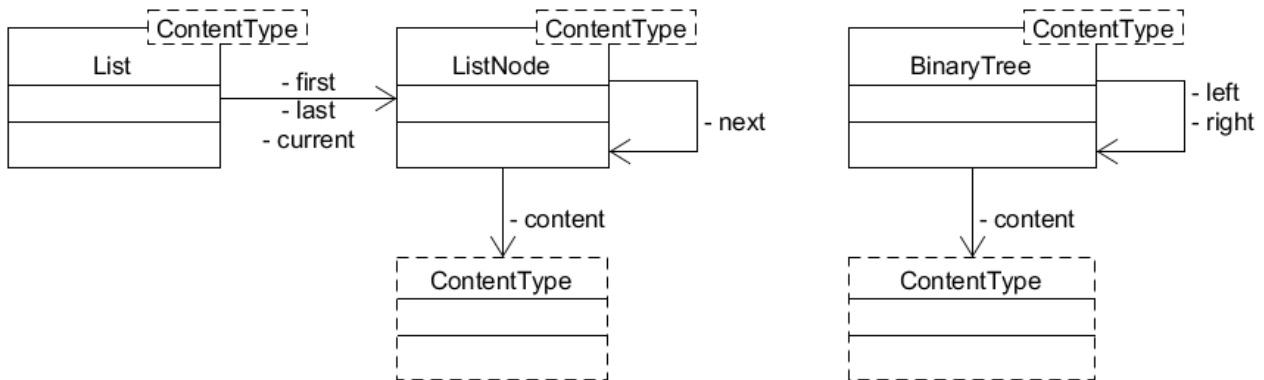 ContentType
List
- first
- last
- current
ContentType
ListNode
- next
- content
ContentType
ContentType
BinaryTree
- left
- right
- content
ContentType